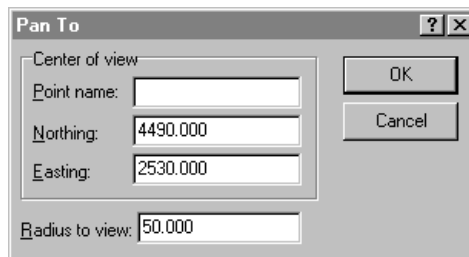 Pan To
Center of view
Point name:
Northing: 4490.000
Easting: 2530.000
Radius to view: 50.000
OK
Cancel